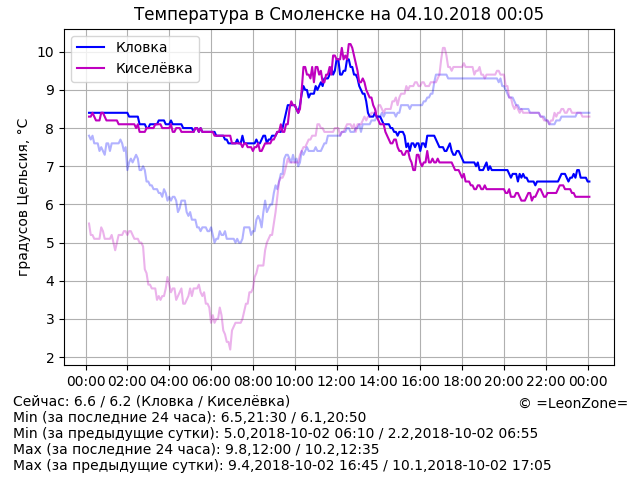 Температура в Смоленске на 04.10.2018 00:05
Кловка
Киселёвка
градусов Цельсия, °C
10
9
8
7
6
5
4
3
2
00:00 02:00 04:00 06:00 08:00 10:00 12:00 14:00 16:00 18:00 20:00 22:00 00:00
Сейчас: 6.6 / 6.2 (Кловка / Киселёвка)
© =LeonZone=
Min (за последние 24 часа): 6.5,21:30 / 6.1,20:50
Min (за предыдущие сутки): 5.0,2018-10-02 06:10 / 2.2,2018-10-02 06:55
Max (за последние 24 часа): 9.8,12:00 / 10.2,12:35
Max (за предыдущие сутки): 9.4,2018-10-02 16:45 / 10.1,2018-10-02 17:05